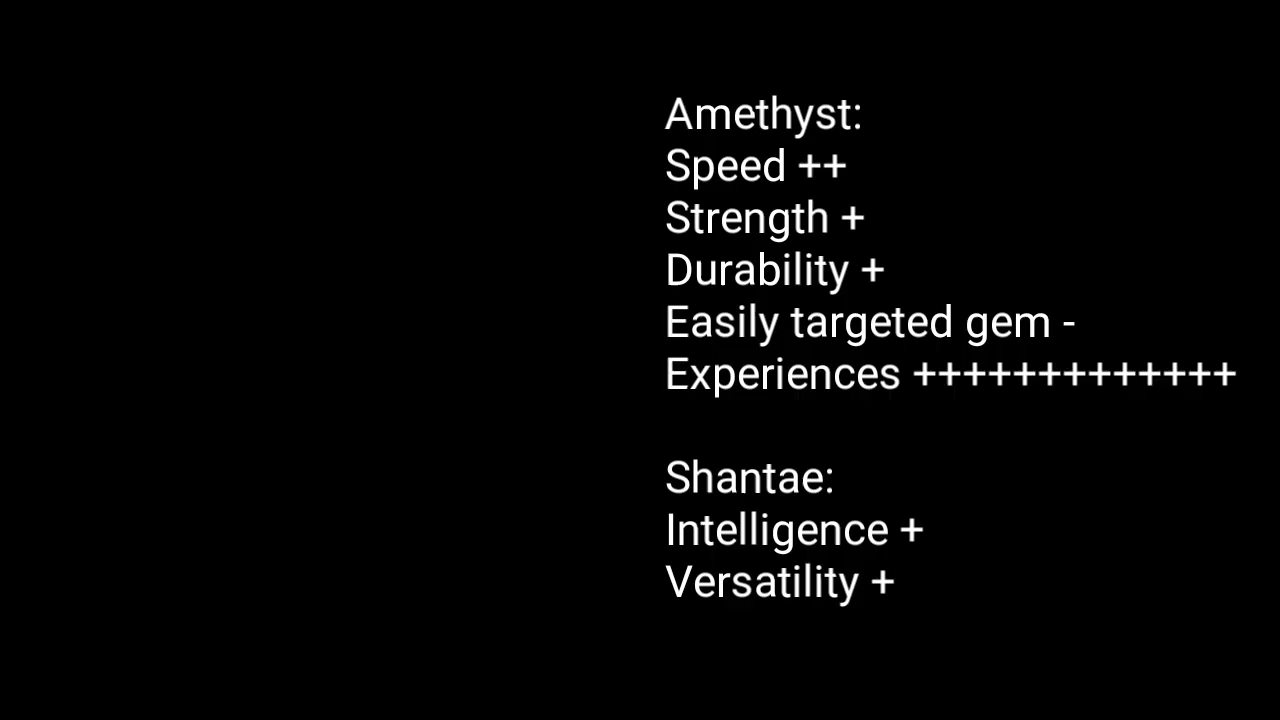 Amethyst:
Speed ++
Strength +
Durability +
Easily targeted gem -
Experiences +++++++++++++

Shantae:
Intelligence +
Versatility +